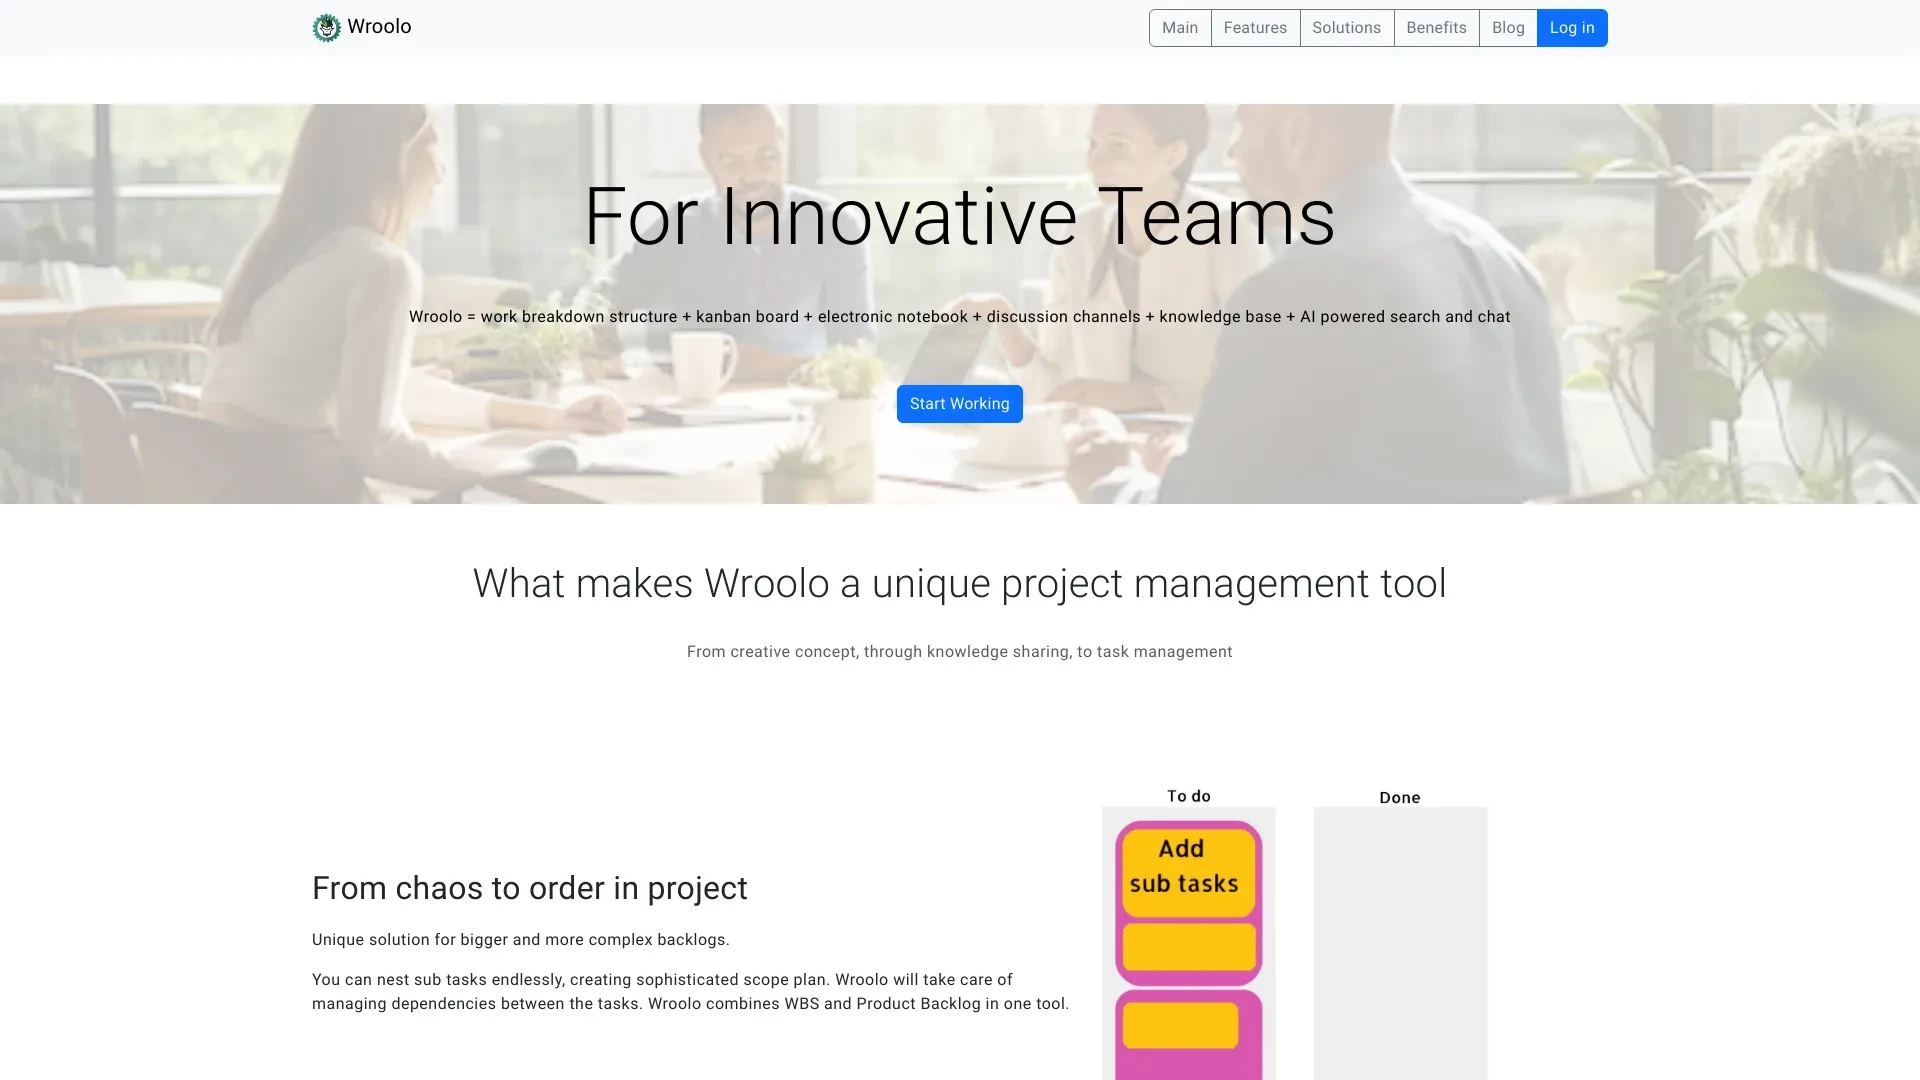 Wroolo
Main
Features
Solutions
Benefits
Blog
Log in
For Innovative Teams
Wroolo = work breakdown structure + kanban board + electronic notebook + discussion channels + knowledge base + AI powered search and chat
Start Working
What makes Wroolo a unique project management tool
From creative concept, through knowledge sharing, to task management
From chaos to order in project
Unique solution for bigger and more complex backlogs.
You can nest sub tasks endlessly, creating sophisticated scope plan. Wroolo will take care of
managing dependencies between the tasks. Wroolo combines WBS and Product Backlog in one tool.
To do
Done
Add
sub tasks